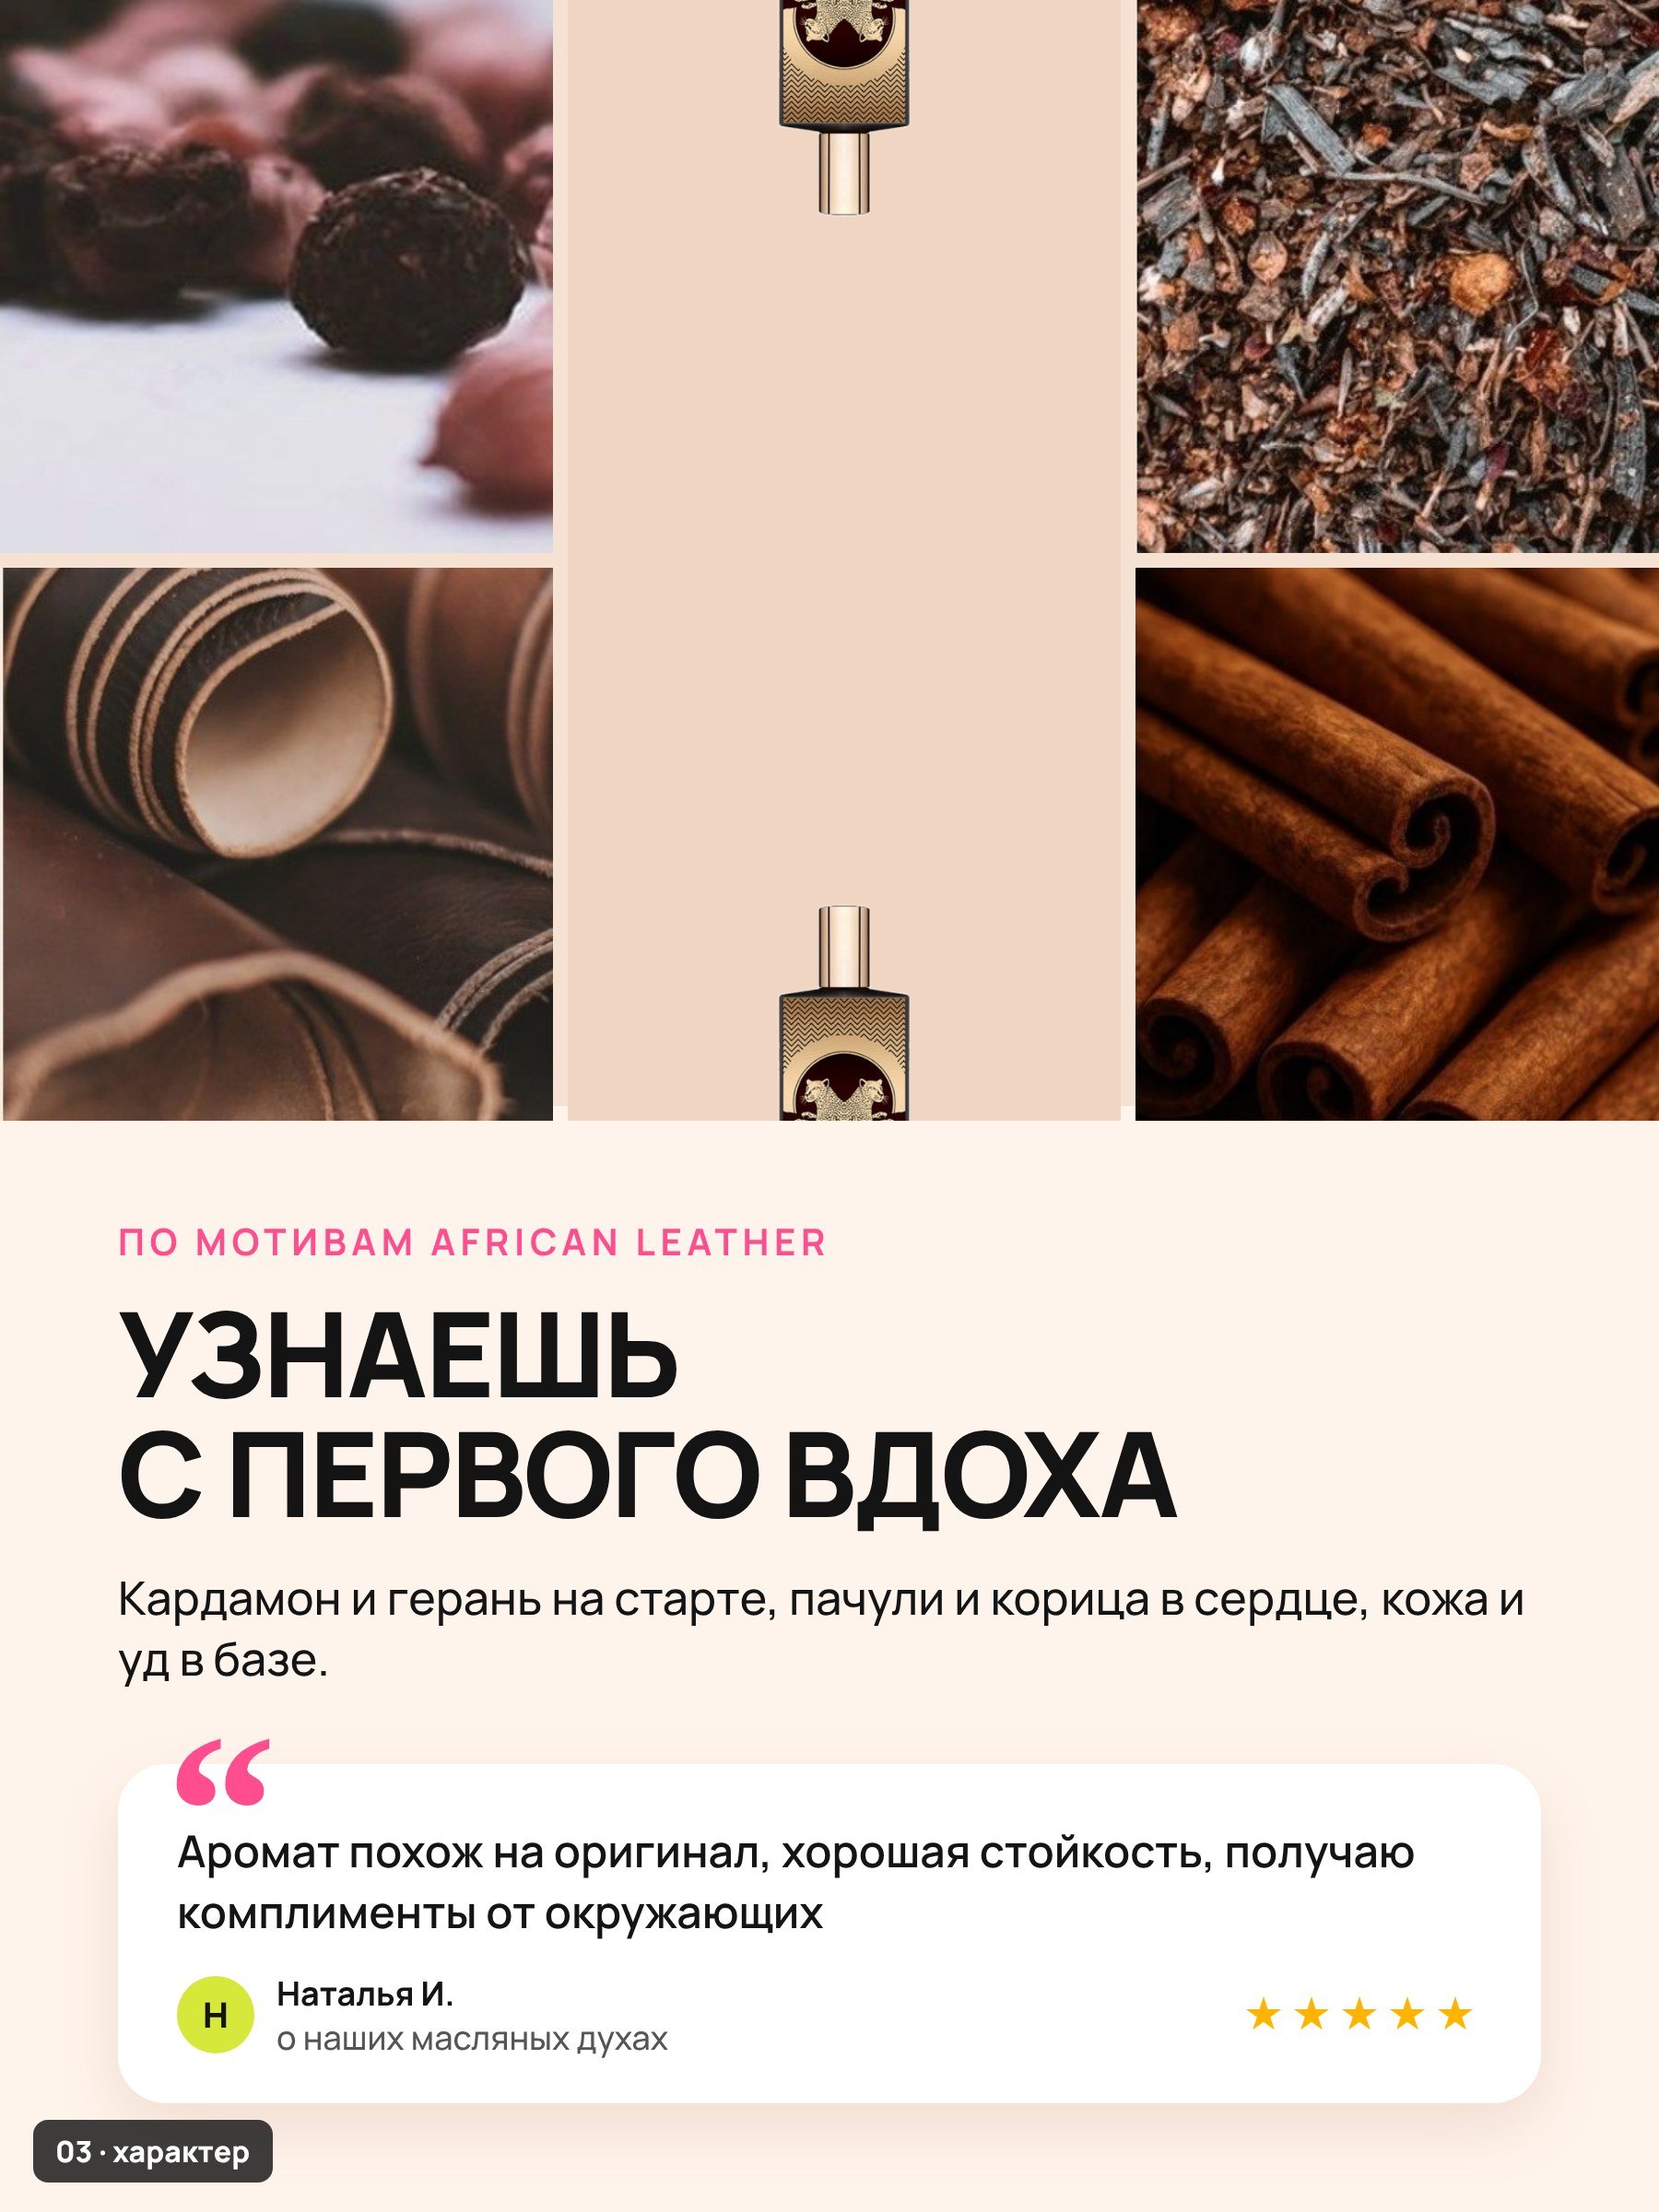 ПО МОТИВАМ AFRICAN LEATHER
УЗНАЕШЬ
С ПЕРВОГО ВДОХА
Кардамон и герань на старте, пачули и корица в сердце, кожа и
уд в базе.
“
Аромат похож на оригинал, хорошая стойкость, получаю
комплименты от окружающих
Н
Наталья И.
о наших масляных духах
★★★★★
03 · характер